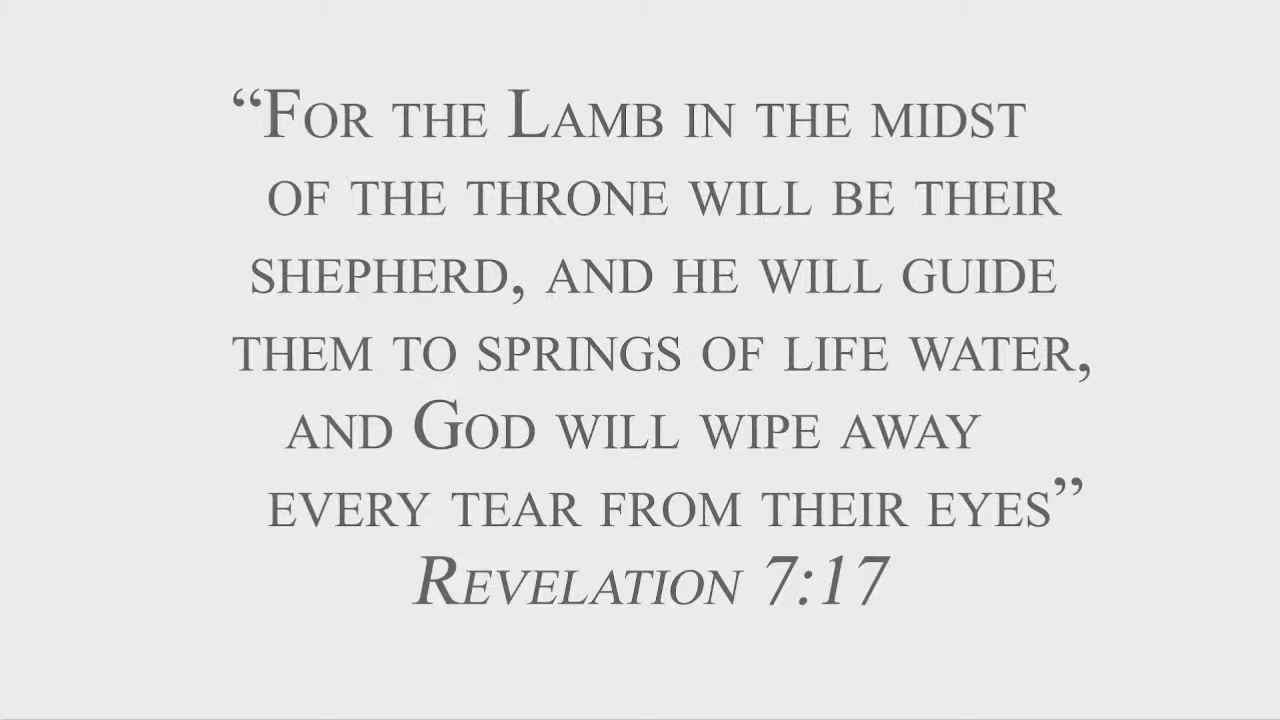 “For the Lamb in the midst
of the throne will be their
shepherd, and he will guide
them to springs of life water,
and God will wipe away
every tear from their eyes”
Revelation 7:17